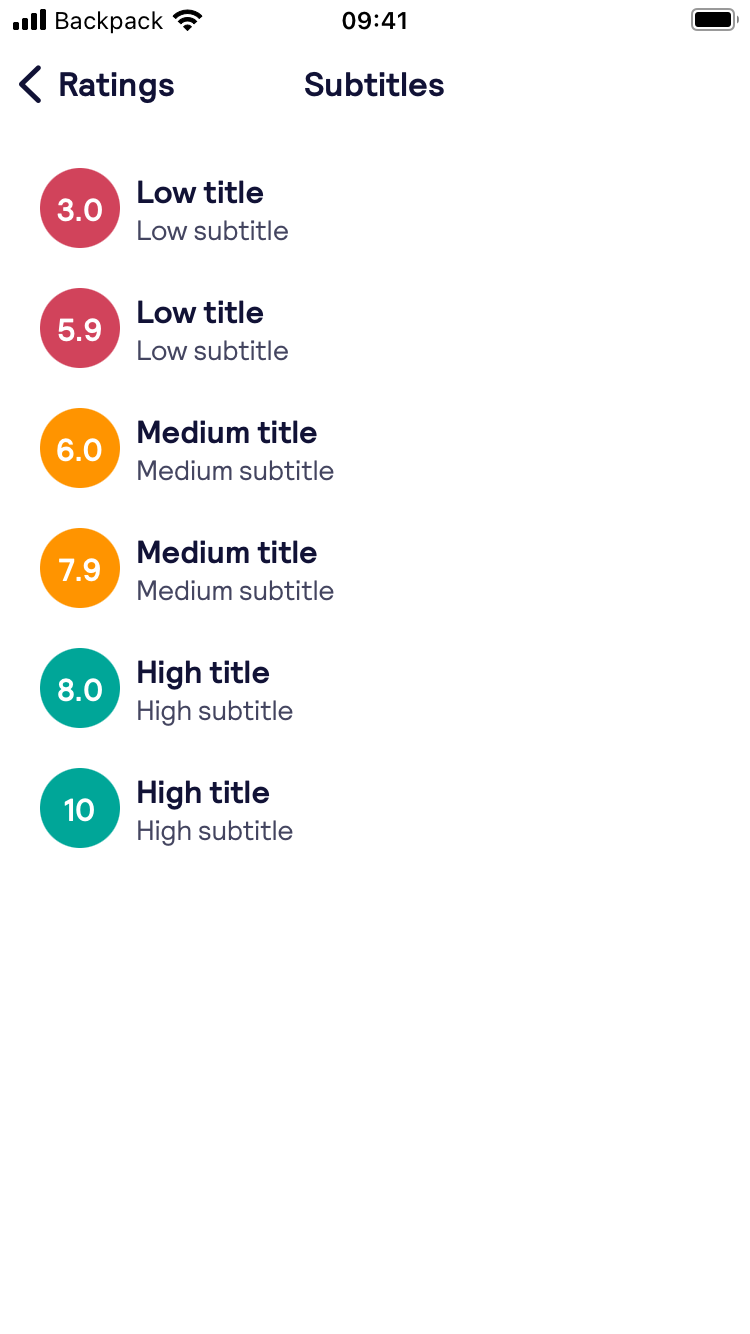 Backpack 09:41
Ratings Subtitles
3.0 Low title
Low subtitle
5.9 Low title
Low subtitle
6.0 Medium title
Medium subtitle
7.9 Medium title
Medium subtitle
8.0 High title
High subtitle
10 High title
High subtitle